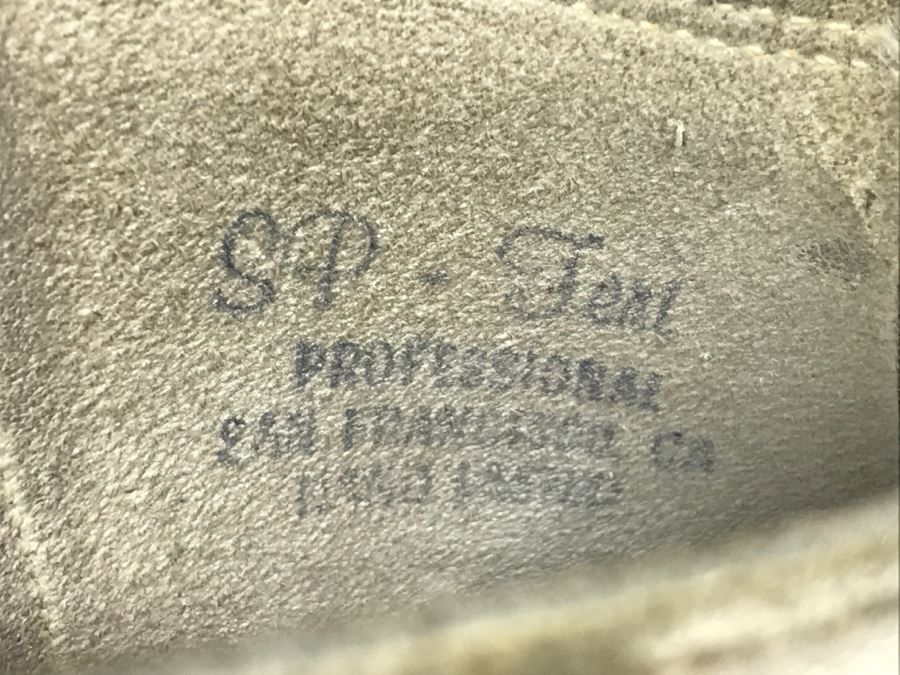 SP - Teri
PROFESSIONAL
SAN FRANCISCO, Ca